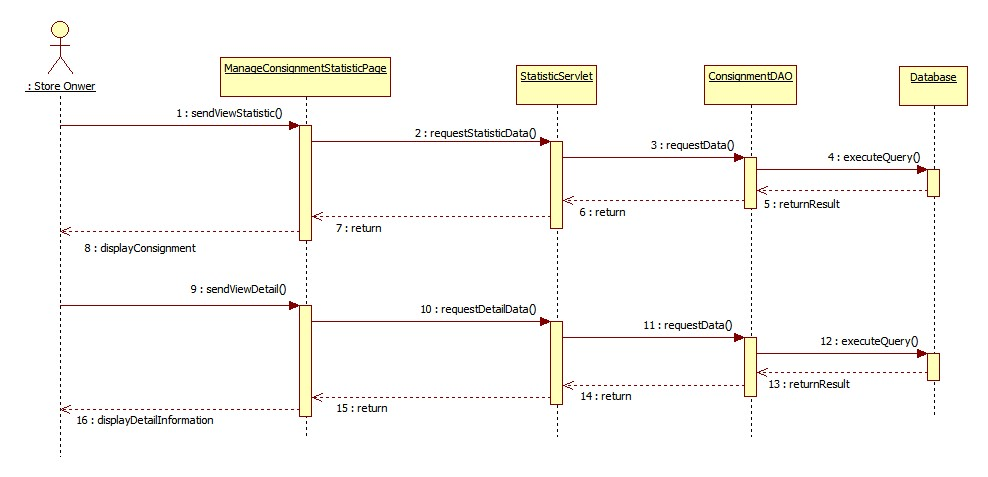 : Store Onwer
ManageConsignmentStatisticPage
StatisticServlet
ConsignmentDAO
Database
1 : sendViewStatistic()
2 : requestStatisticData()
3 : requestData()
4 : executeQuery()
5 : returnResult
6 : return
7 : return
8 : displayConsignment
9 : sendViewDetail()
10 : requestDetailData()
11 : requestData()
12 : executeQuery()
13 : returnResult
14 : return
15 : return
16 : displayDetailInformation